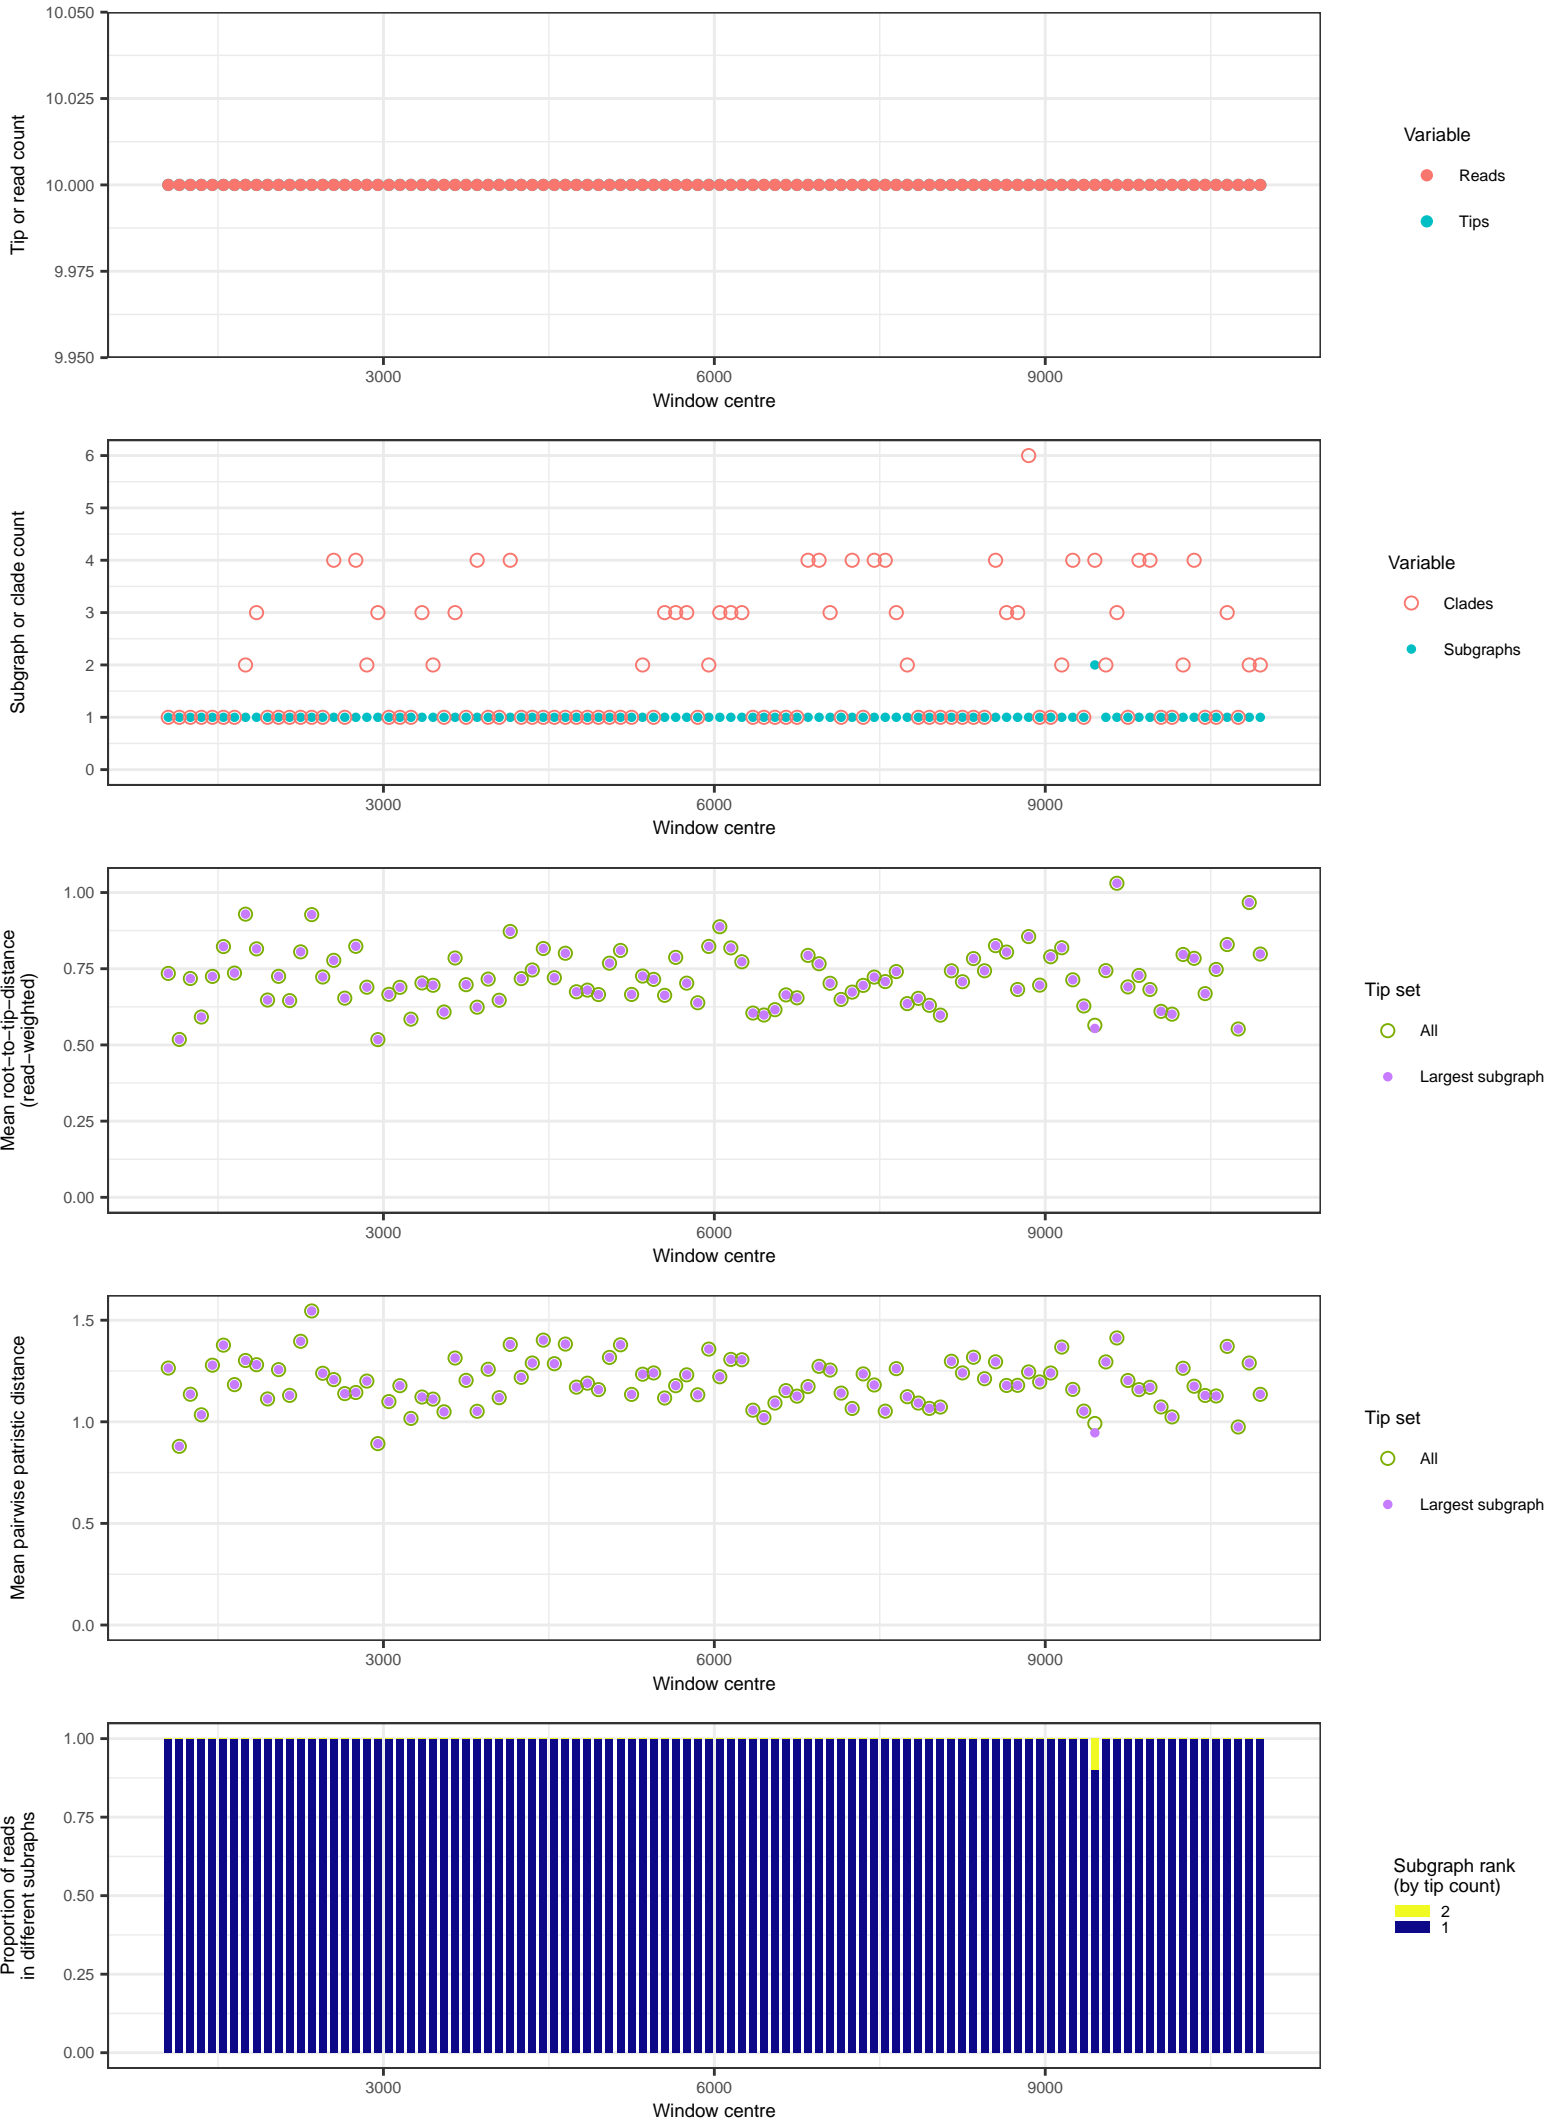 10.050
10.025
10.000
9.975
9.950
Tip or read count
3000 6000 9000
Window centre
Variable
Reads
Tips
6
5
4
3
2
1
0
Subgraph or clade count
3000 6000 9000
Window centre
Variable
Clades
Subgraphs
1.00
0.75
0.50
0.25
0.00
Mean root−to−tip−distance
(read−weighted)
3000 6000 9000
Window centre
Tip set
All
Largest subgraph
1.5
1.0
0.5
0.0
Mean pairwise patristic distance
3000 6000 9000
Window centre
Tip set
All
Largest subgraph
1.00
0.75
0.50
0.25
0.00
Proportion of reads
in different subraphs
3000 6000 9000
Window centre
Subgraph rank
(by tip count)
2
1